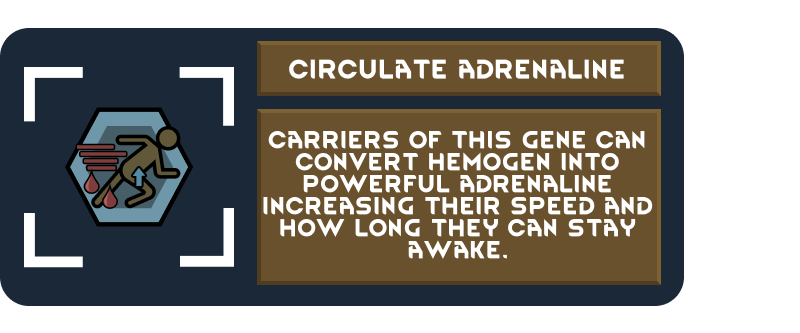 CIRCULATE ADRENALINE
CARRIERS OF THIS GENE CAN
CONVERT HEMOGEN INTO
POWERFUL ADRENALINE
INCREASING THEIR SPEED AND
HOW LONG THEY CAN STAY
AWAKE.